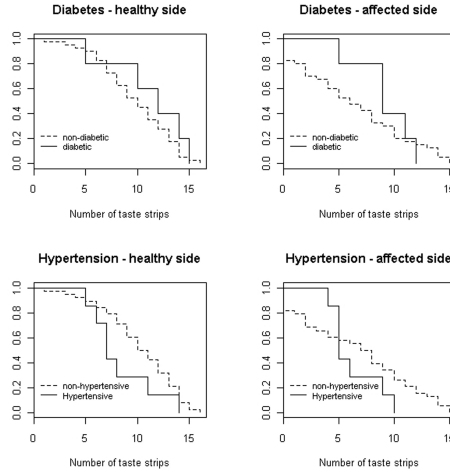 Diabetes - healthy side
1.0
0.8
0.6
0.4
0.2
0.0
non-diabetic
diabetic
0 5 10 15
Number of taste strips
Diabetes - affected side
1.0
0.8
0.6
0.4
0.2
0.0
non-diabetic
diabetic
0 5 10 15
Number of taste strips
Hypertension - healthy side
1.0
0.8
0.6
0.4
0.2
0.0
non-hypertensive
Hypertensive
0 5 10 15
Number of taste strips
Hypertension - affected side
1.0
0.8
0.6
0.4
0.2
0.0
non-hypertensive
Hypertensive
0 5 10 15
Number of taste strips